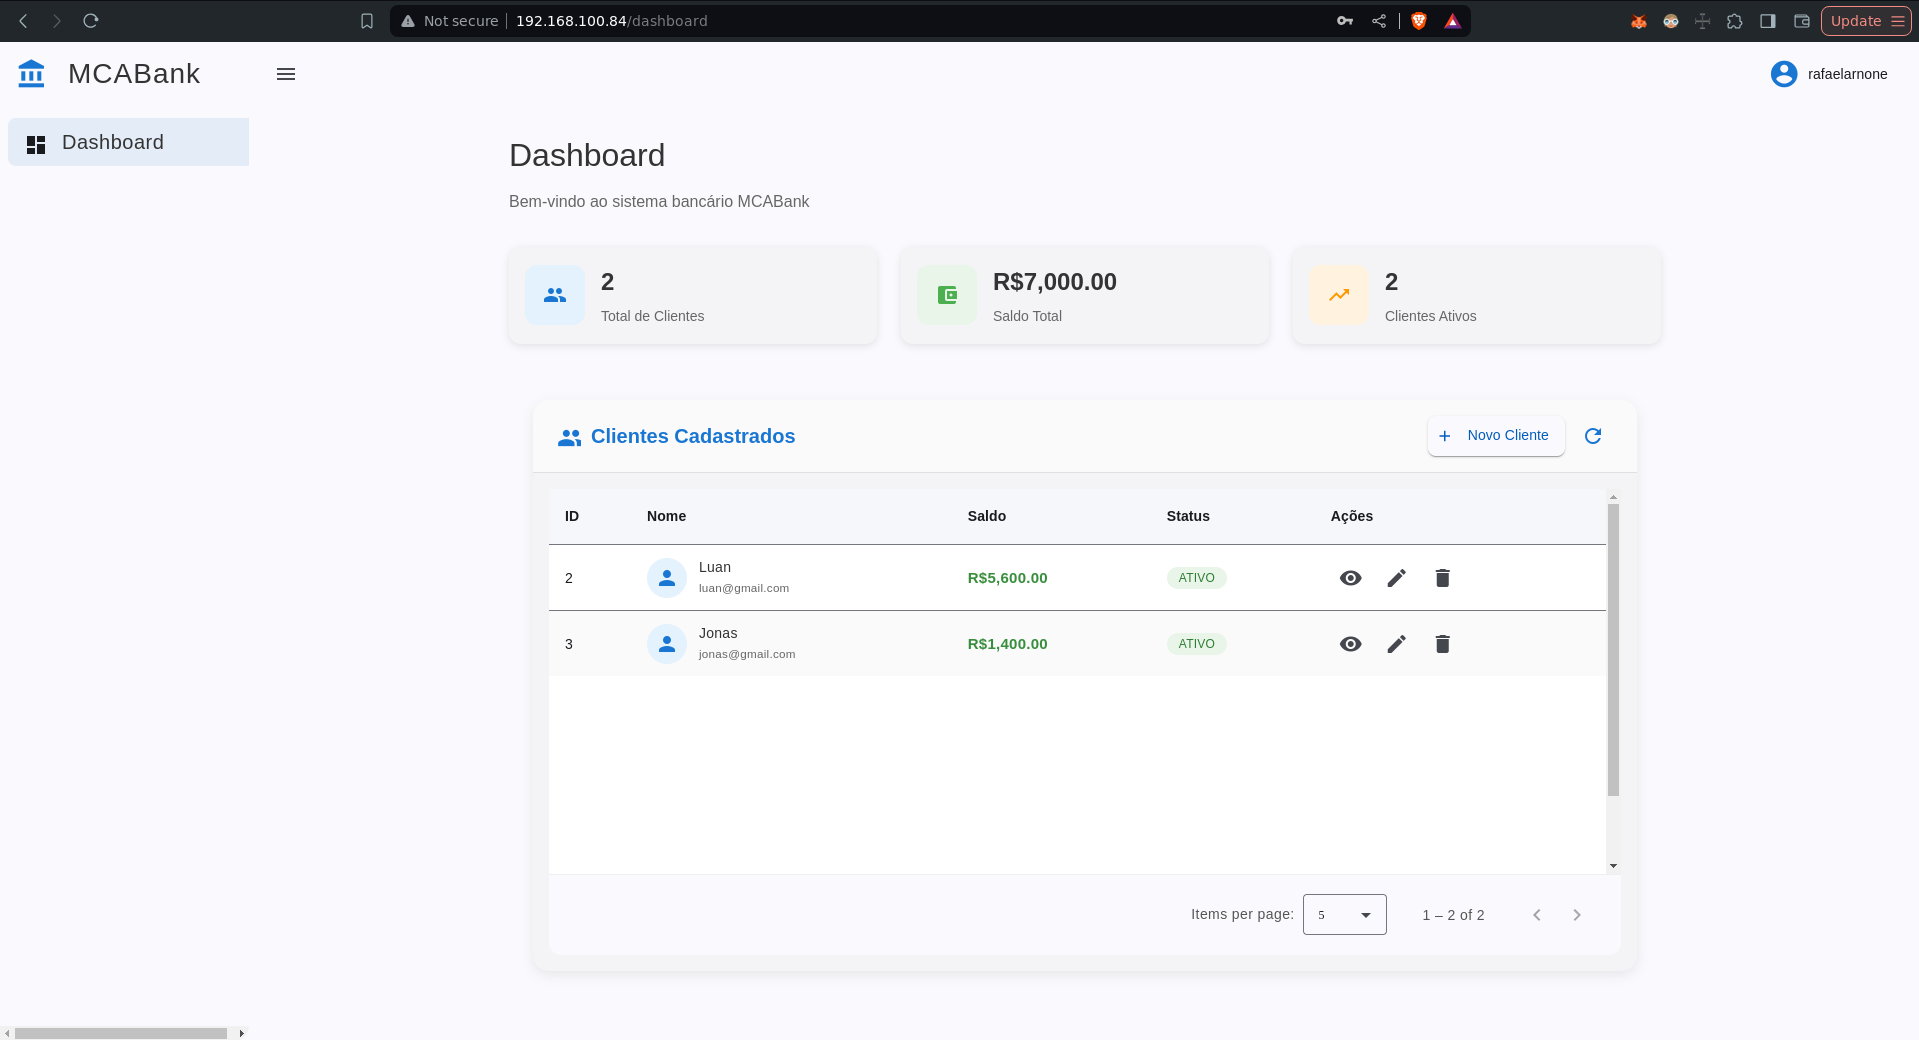 Not secure 192.168.100.84/dashboard Update
MCABank
rafaelarnone
Dashboard
Dashboard
Bem-vindo ao sistema bancário MCABank
2
Total de Clientes
R$7,000.00
Saldo Total
2
Clientes Ativos
Clientes Cadastrados
Novo Cliente
ID Nome Saldo Status Ações
2 Luan R$5,600.00 ATIVO
luan@gmail.com
3 Jonas R$1,400.00 ATIVO
jonas@gmail.com
Items per page: 5 1 – 2 of 2